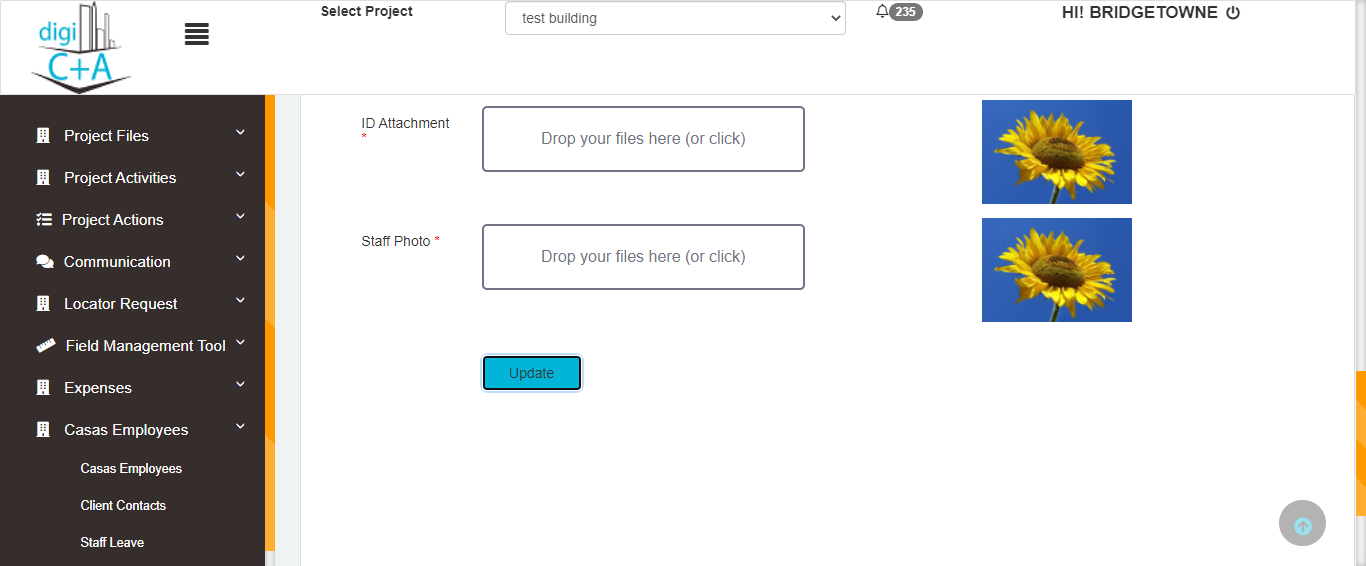 digi
C+A
Select Project
test building
235
HI! BRIDGETOWNE
Project Files
Project Activities
Project Actions
Communication
Locator Request
Field Management Tool
Expenses
Casas Employees
Casas Employees
Client Contacts
Staff Leave
ID Attachment
*
Drop your files here (or click)
Staff Photo *
Drop your files here (or click)
Update